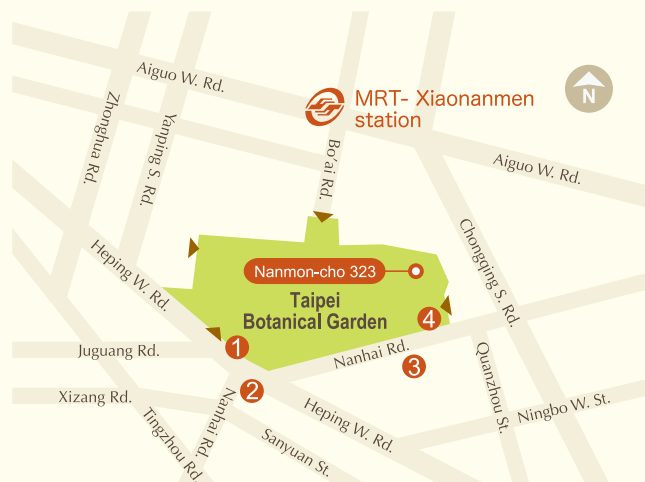 Aiguo W. Rd.
MRT- Xiaonanmen
station
N
Zhonghua Rd.
Yanping S. Rd.
Bo'ai Rd.
Aiguo W. Rd.
Chongqing S. Rd.
Heping W. Rd.
Nanmon-cho 323
Taipei
Botanical Garden
4
1
Juguang Rd.
Nanhai Rd.
3
2
Xizang Rd.
Nanhai Rd.
Tingzhou Rd.
Sanyuan St.
Heping W. Rd.
Quanzhou St.
Ningbo W. St.